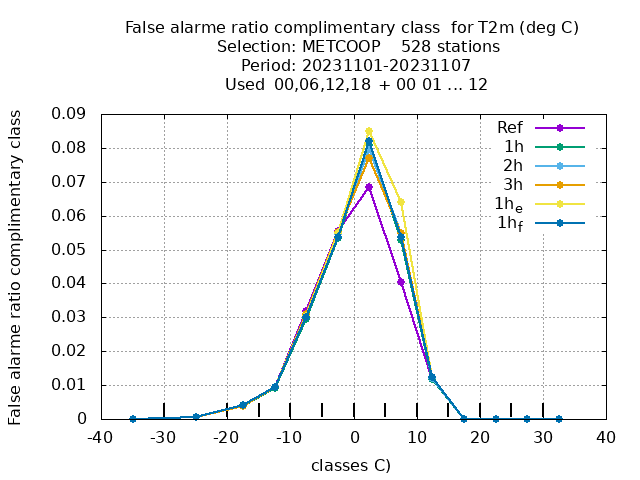 False alarme ratio complimentary class  for T2m (deg C)
Selection: METCOOP    528 stations
Period: 20231101-20231107
Used  00,06,12,18  + 00 01 ... 12
False alarme ratio complimentary class
0.09
0.08
0.07
0.06
0.05
0.04
0.03
0.02
0.01
0
Ref
1h
2h
3h
1he
1hf
-40 -30 -20 -10 0 10 20 30 40
classes C)